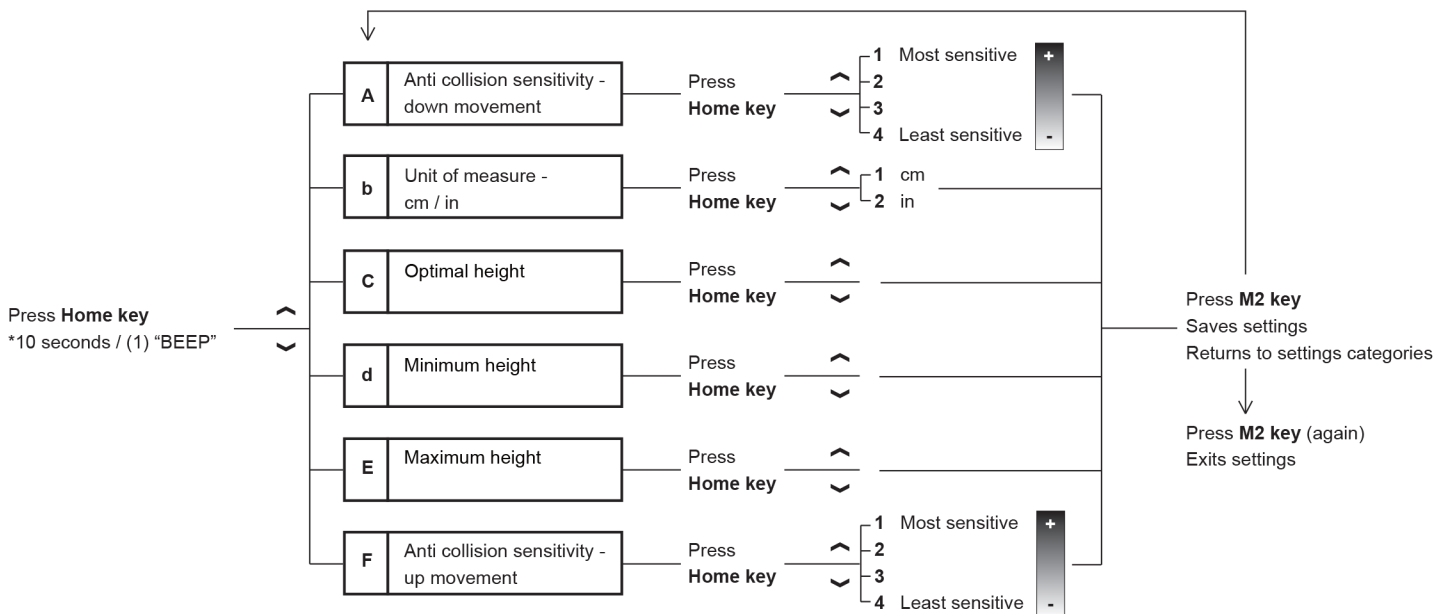 Press Home key
*10 seconds / (1) “BEEP”
A
Anti collision sensitivity -
down movement
Press
Home key
1 Most sensitive
2
3
4 Least sensitive
+
-
b
Unit of measure -
cm / in
Press
Home key
1 cm
2 in
C
Optimal height
Press
Home key
d
Minimum height
Press
Home key
E
Maximum height
Press
Home key
F
Anti collision sensitivity -
up movement
Press
Home key
1 Most sensitive
2
3
4 Least sensitive
+
-
Press M2 key
Saves settings
Returns to settings categories
Press M2 key (again)
Exits settings